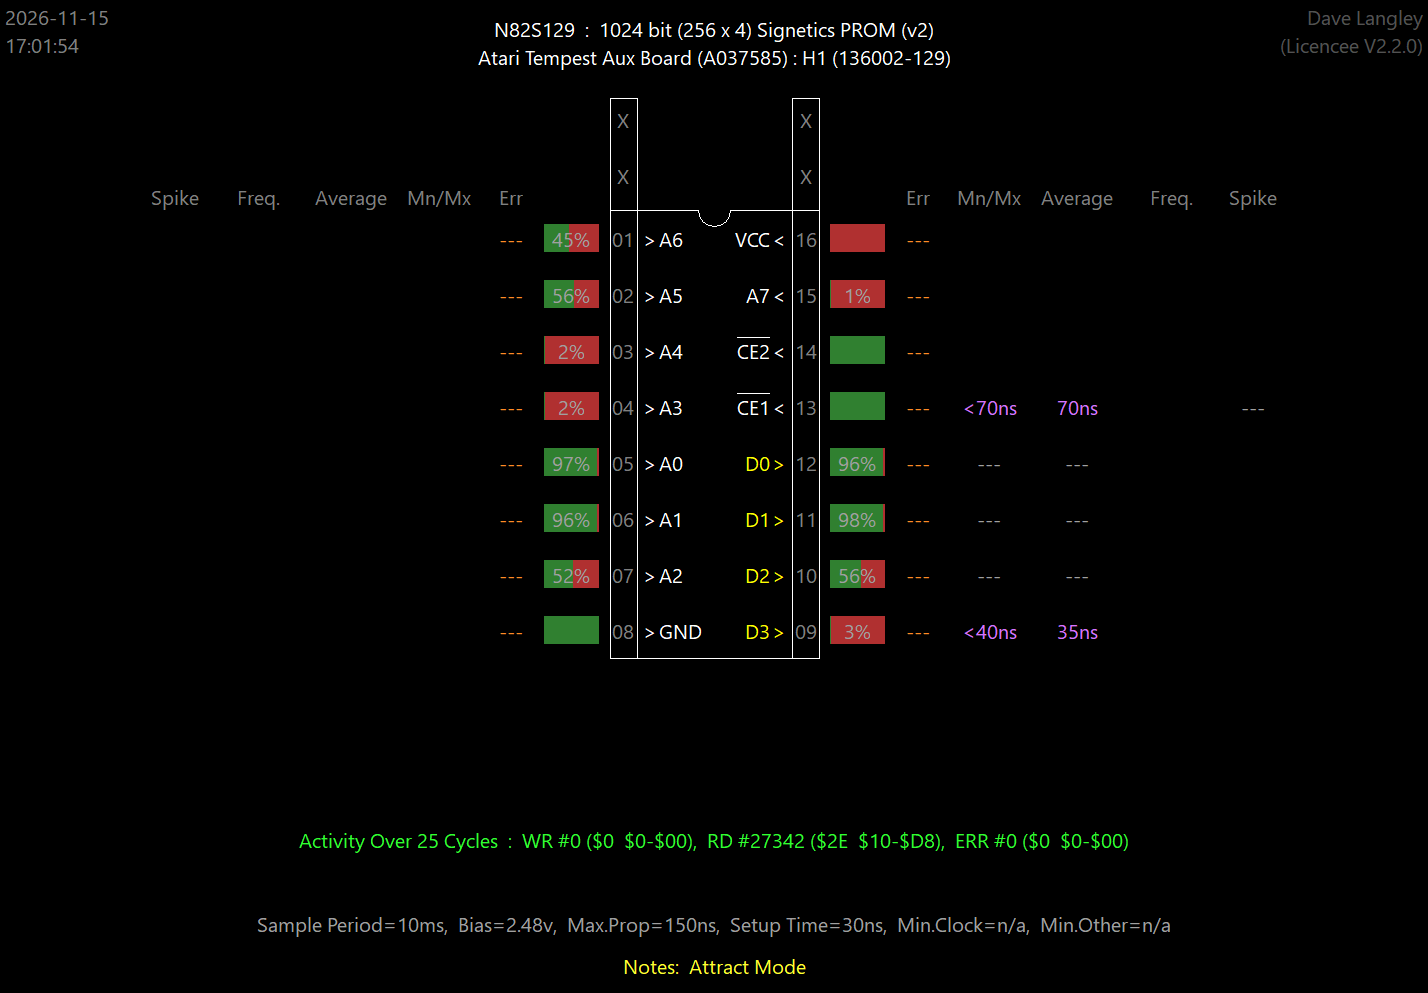 2026-11-15
17:01:54
N82S129 : 1024 bit (256 x 4) Signetics PROM (v2)
Atari Tempest Aux Board (A037585) : H1 (136002-129)
Dave Langley
(Licencee V2.2.0)
X X
X X
Spike Freq. Average Mn/Mx Err Err Mn/Mx Average Freq. Spike
--- 45% 01 > A6 VCC < 16 ---
--- 56% 02 > A5 A7 < 15 1% ---
--- 2% 03 > A4 CE2 < 14 ---
--- 2% 04 > A3 CE1 < 13 --- <70ns 70ns ---
--- 97% 05 > A0 D0 > 12 96% --- --- ---
--- 96% 06 > A1 D1 > 11 98% --- --- ---
--- 52% 07 > A2 D2 > 10 56% --- --- ---
--- 08 > GND D3 > 09 3% --- <40ns 35ns
Activity Over 25 Cycles : WR #0 ($0 $0-$00), RD #27342 ($2E $10-$D8), ERR #0 ($0 $0-$00)
Sample Period=10ms, Bias=2.48v, Max.Prop=150ns, Setup Time=30ns, Min.Clock=n/a, Min.Other=n/a
Notes: Attract Mode